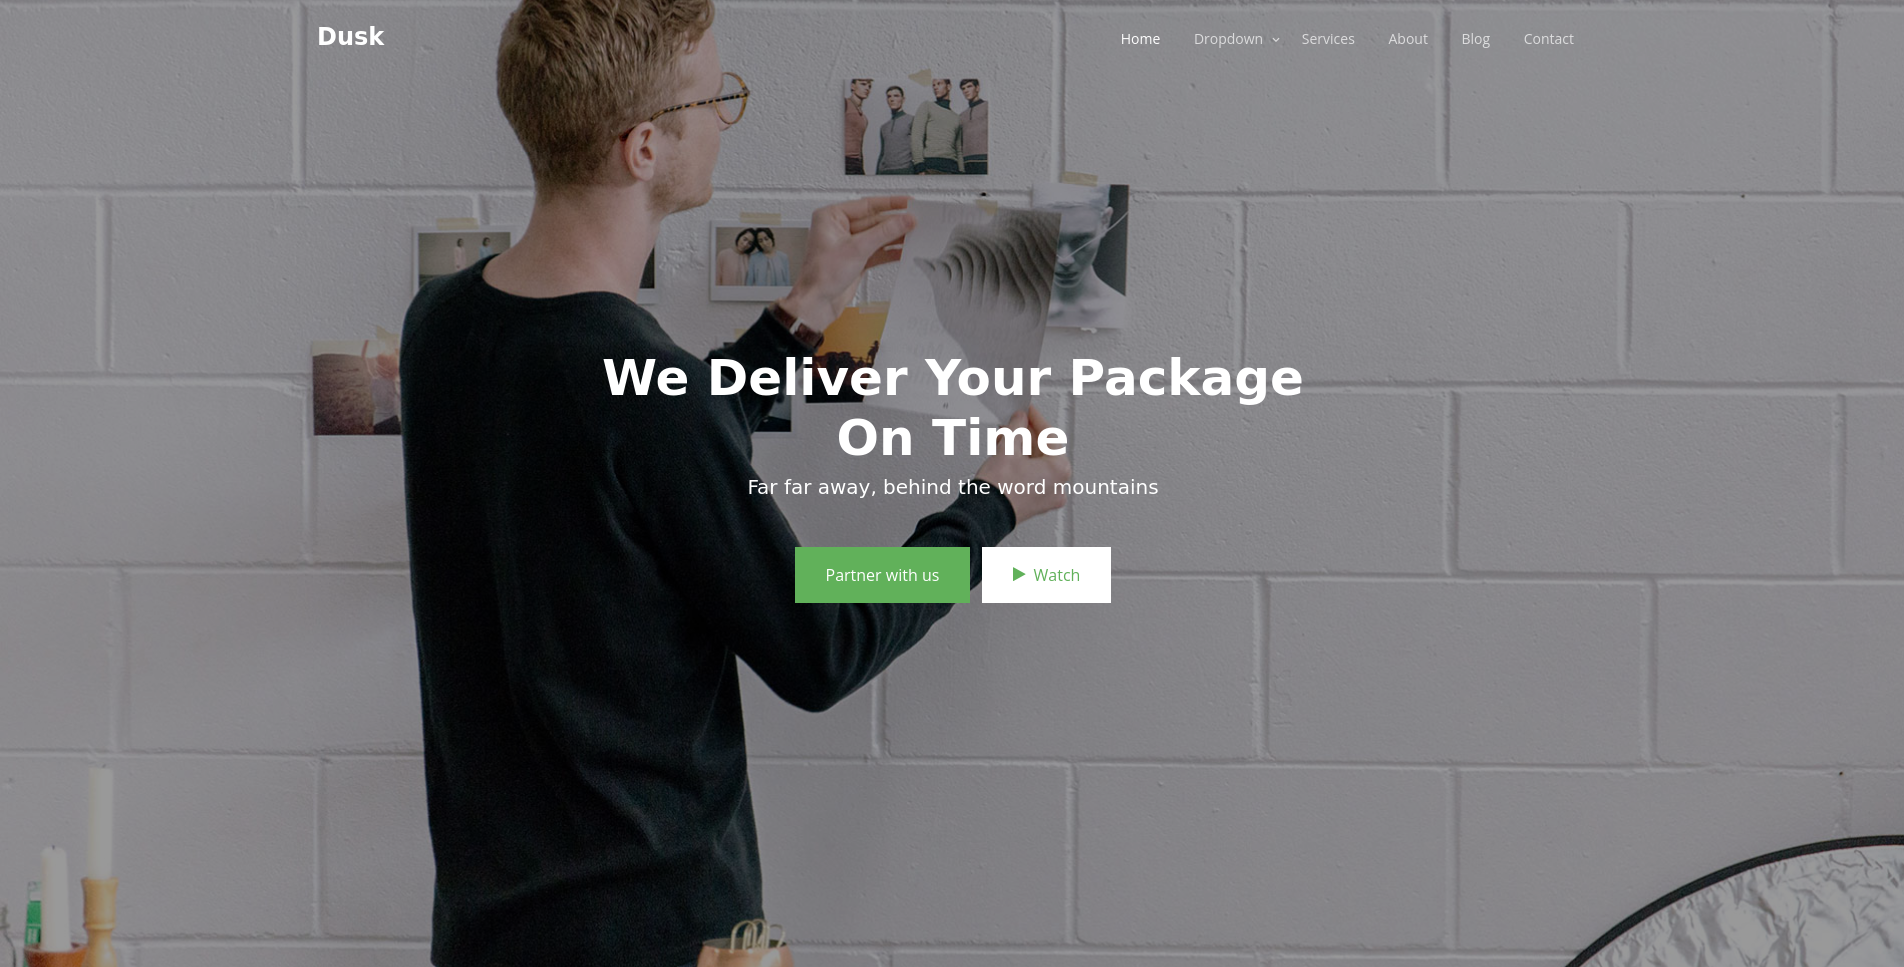 Dusk
Home
Dropdown
Services
About
Blog
Contact
We Deliver Your Package
On Time
Far far away, behind the word mountains
Partner with us
Watch